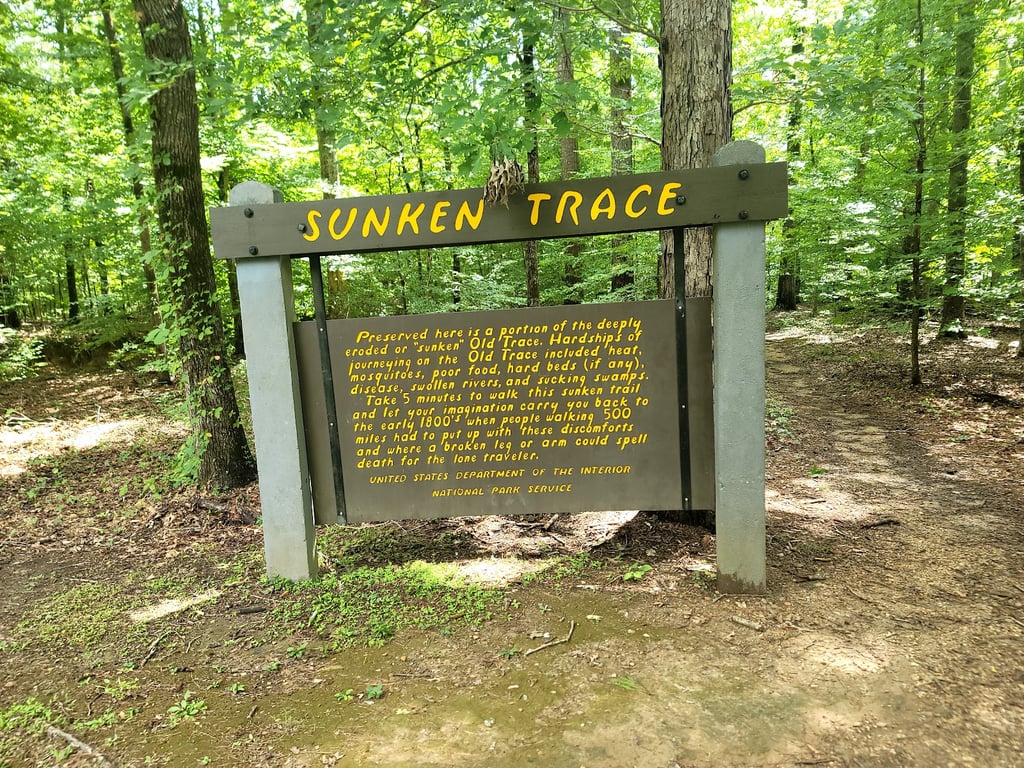 SUNKEN TRACE
Preserved here is a portion of the deeply
eroded or "sunken" Old Trace. Hardships of
journeying on the Old Trace included heat,
mosquitoes, poor food, hard beds (if any),
disease, swollen rivers, and sucking swamps.
Take 5 minutes to walk this sunken trail
and let your imagination carry you back to
the early 1800's when people walking 500
miles had to put up with these discomforts
and where a broken leg or arm could spell
death for the lone traveler.
UNITED STATES DEPARTMENT OF THE INTERIOR
NATIONAL PARK SERVICE